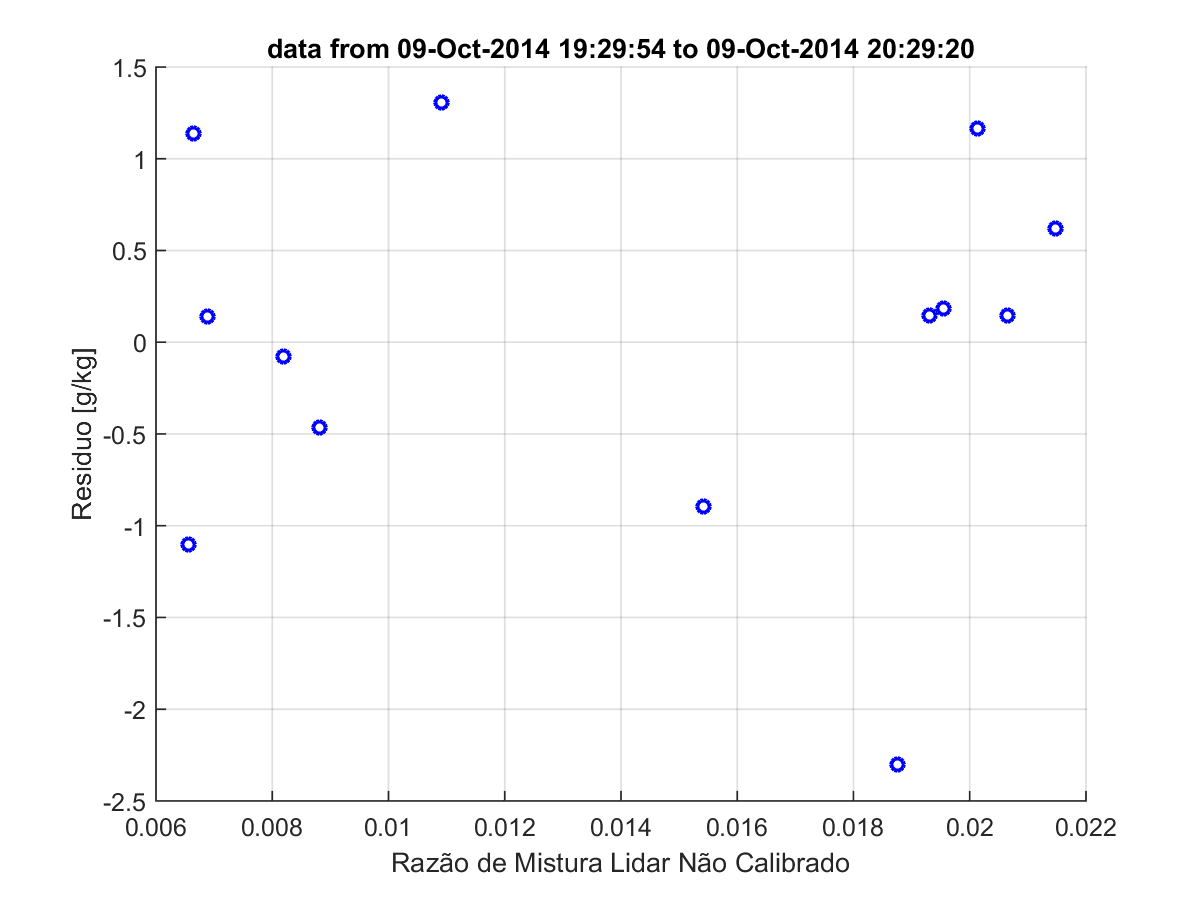 data from 09-Oct-2014 19:29:54 to 09-Oct-2014 20:29:20
1.5
1
0.5
0
-0.5
-1
-1.5
-2
-2.5
Residuo [g/kg]
0.006 0.008 0.01 0.012 0.014 0.016 0.018 0.02 0.022
Razão de Mistura Lidar Não Calibrado